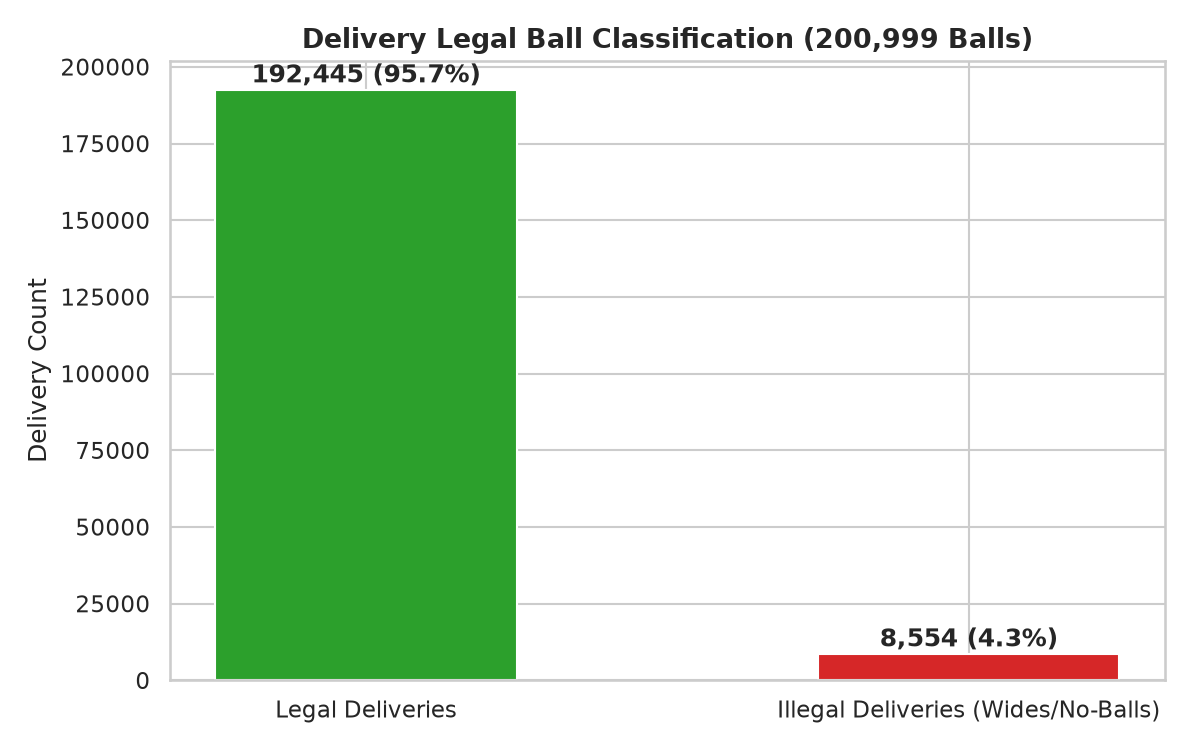 Delivery Legal Ball Classification (200,999 Balls)
200000
192,445 (95.7%)
175000
150000
125000
100000
75000
50000
25000
0
Delivery Count
8,554 (4.3%)
Legal Deliveries
Illegal Deliveries (Wides/No-Balls)